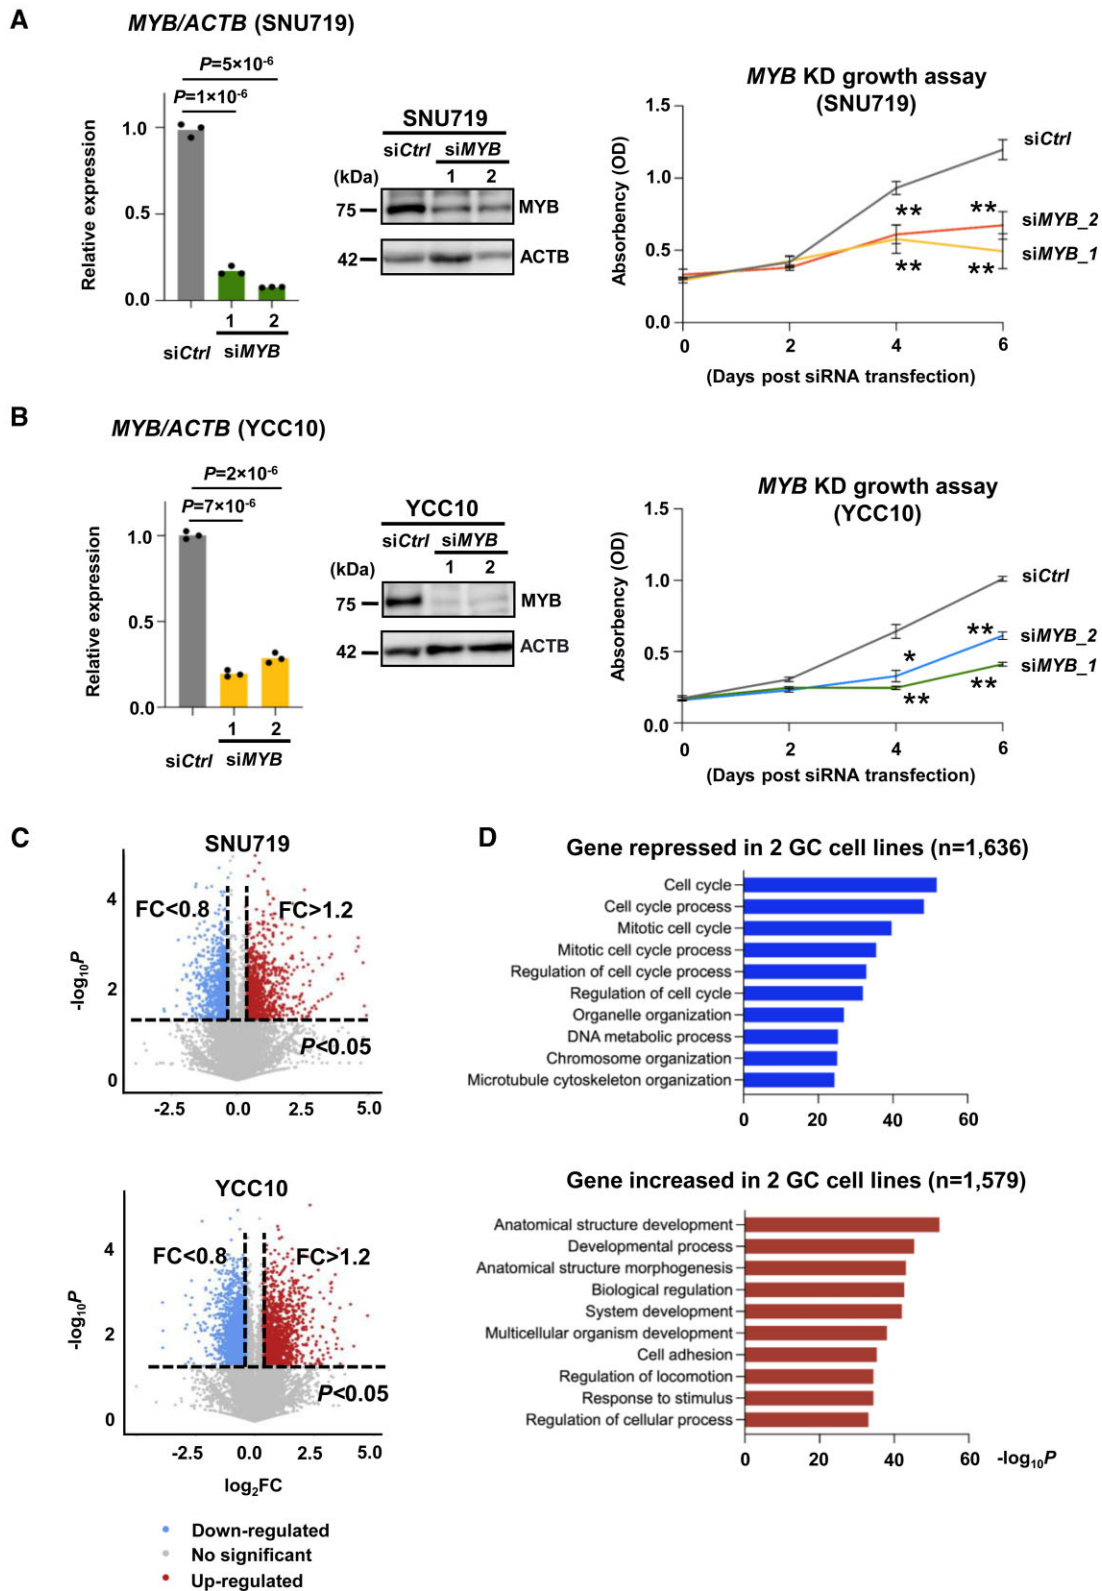 A
MYB/ACTB (SNU719)
P=5×10-6
P=1×10-6
Relative expression
1.0
0.5
0.0
1 2
siCtrl siMYB
SNU719
siCtrl siMYB
(kDa) 1 2
75 MYB
42 ACTB
MYB KD growth assay
(SNU719)
Absorbency (OD)
1.5
1.0
0.5
0.0
siCtrl
** **
siMYB_2
siMYB_1
** **
0 2 4 6
(Days post siRNA transfection)
B
MYB/ACTB (YCC10)
P=2×10-6
P=7×10-6
Relative expression
1.0
0.5
0.0
1 2
siCtrl siMYB
YCC10
siCtrl siMYB
(kDa) 1 2
75 MYB
42 ACTB
MYB KD growth assay
(YCC10)
Absorbency (OD)
1.5
1.0
0.5
0.0
siCtrl
* **
siMYB_2
siMYB_1
** **
0 2 4 6
(Days post siRNA transfection)
C
SNU719
FC<0.8 FC>1.2
-log10P
4
2
0
P<0.05
-2.5 0.0 2.5 5.0
YCC10
FC<0.8 FC>1.2
-log10P
4
2
0
P<0.05
-2.5 0.0 2.5 5.0
log2FC
Down-regulated
No significant
Up-regulated
D
Gene repressed in 2 GC cell lines (n=1,636)
Cell cycle
Cell cycle process
Mitotic cell cycle
Mitotic cell cycle process
Regulation of cell cycle process
Regulation of cell cycle
Organelle organization
DNA metabolic process
Chromosome organization
Microtubule cytoskeleton organization
0 20 40 60
Gene increased in 2 GC cell lines (n=1,579)
Anatomical structure development
Developmental process
Anatomical structure morphogenesis
Biological regulation
System development
Multicellular organism development
Cell adhesion
Regulation of locomotion
Response to stimulus
Regulation of cellular process
0 20 40 60 -log10P